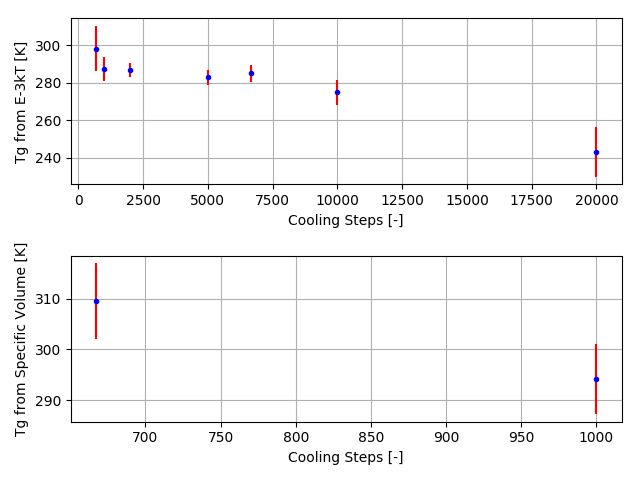 Tg from E-3kT [K]
300
280
260
240
0 2500 5000 7500 10000 12500 15000 17500 20000
Cooling Steps [-]
Tg from Specific Volume [K]
310
300
290
700 750 800 850 900 950 1000
Cooling Steps [-]